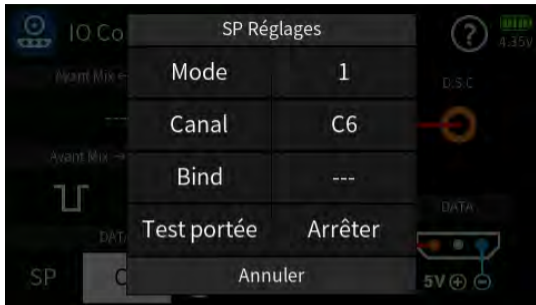 SP Réglages
IO Co
?
4.35V
Avant Mix ←
Mode 1
D.S.C
---
Canal C6
Avant Mix →
Bind ---
DATA
DATA
Test portée Arrêter
SP C
Annuler
5V + -